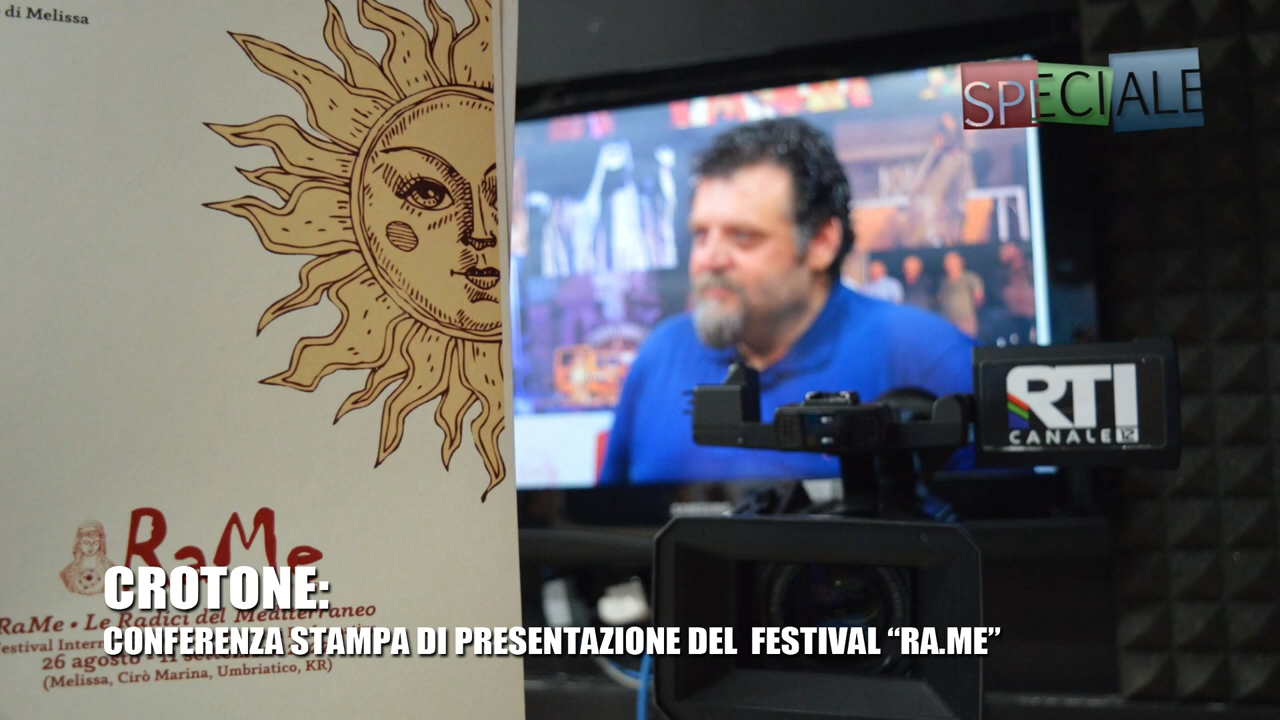 di Melissa
SPECIALE
RTI
CANALE 12
RaMe
CROTONE:
RaMe • Le Radici del Mediterraneo
CONFERENZA STAMPA DI PRESENTAZIONE DEL FESTIVAL “RA.ME”
26 agosto - 11
(Melissa, Cirò Marina, Umbriatico, KR)